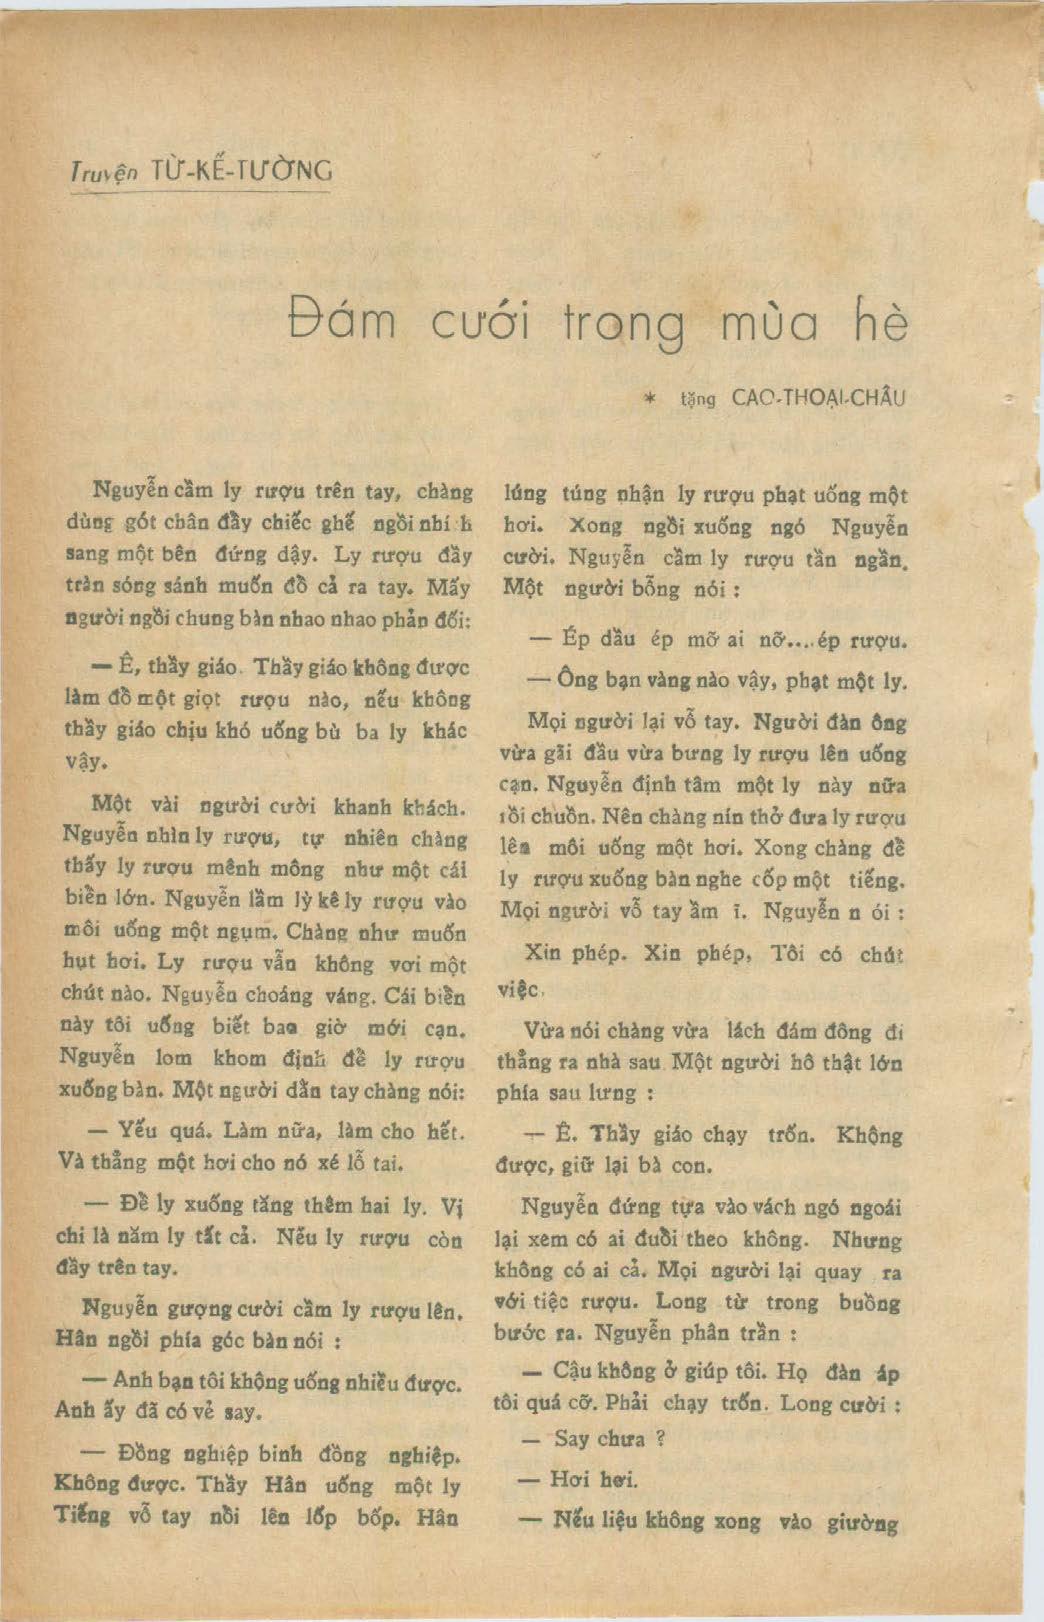 Truyện TỪ-KẾ-TƯỜNG
Đám cưới trong mùa hè
* tặng CAO-THOẠI-CHÂU
Nguyễn cầm ly rượu trên tay, chàng
dùng gót chân đẩy chiếc ghế ngồi nhí h
sang một bên đứng dậy. Ly rượu đầy
tràn sóng sánh muốn đổ cả ra tay. Mấy
người ngồi chung bàn nhao nhao phản đối:
— Ê, thầy giáo. Thầy giáo không được
làm đổ một giọt rượu nào, nếu không
thầy giáo chịu khó uống bù ba ly khác
vậy.
Một vài người cười khanh khách.
Nguyễn nhìn ly rượu, tự nhiên chàng
thấy ly rượu mênh mông như một cái
biển lớn. Nguyễn lầm lỳ kê ly rượu vào
môi uống một ngụm. Chàng như muốn
hụt hơi. Ly rượu vẫn không vơi một
chút nào. Nguyễn choáng váng. Cái biển
này tôi uống biết bao giờ mới cạn.
Nguyễn lom khom định để ly rượu
xuống bàn. Một người dằn tay chàng nói:
— Yếu quá. Làm nữa, làm cho hết.
Và thẳng một hơi cho nó xé lỗ tai.
— Để ly xuống tăng thêm hai ly. Vị
chi là năm ly tất cả. Nếu ly rượu còn
đầy trên tay.
Nguyễn gượng cười cầm ly rượu lên.
Hân ngồi phía góc bàn nói :
— Anh bạn tôi không uống nhiều được.
Anh ấy đã có vẻ say.
— Đồng nghiệp binh đồng nghiệp.
Không được. Thầy Hân uống một ly
Tiếng vỗ tay nổi lên lốp bốp. Hân
lúng túng nhận ly rượu phạt uống một
hơi. Xong ngồi xuống ngó Nguyễn
cười. Nguyễn cầm ly rượu tần ngần.
Một người bỗng nói :
— Ép dầu ép mỡ ai nỡ....ép rượu.
— Ông bạn vàng nào vậy, phạt một ly.
Mọi người lại vỗ tay. Người đàn ông
vừa gãi đầu vừa bưng ly rượu lên uống
cạn. Nguyễn định tâm một ly này nữa
rồi chuồn. Nên chàng nín thở đưa ly rượu
lên môi uống một hơi. Xong chàng để
ly rượu xuống bàn nghe cốp một tiếng.
Mọi người vỗ tay ầm ĩ. Nguyễn n ói :
Xin phép. Xin phép, Tôi có chút
việc.
Vừa nói chàng vừa lách đám đông đi
thẳng ra nhà sau. Một người hô thật lớn
phía sau lưng :
— Ê. Thầy giáo chạy trốn. Không
được, giữ lại bà con.
Nguyễn đứng tựa vào vách ngó ngoái
lại xem có ai đuổi theo không. Nhưng
không có ai cả. Mọi người lại quay ra
với tiệc rượu. Long từ trong buồng
bước ra. Nguyễn phân trần :
— Cậu không ở giúp tôi. Họ đàn áp
tôi quá cỡ. Phải chạy trốn. Long cười :
— Say chưa ?
— Hơi hơi.
— Nếu liệu không xong vào giường